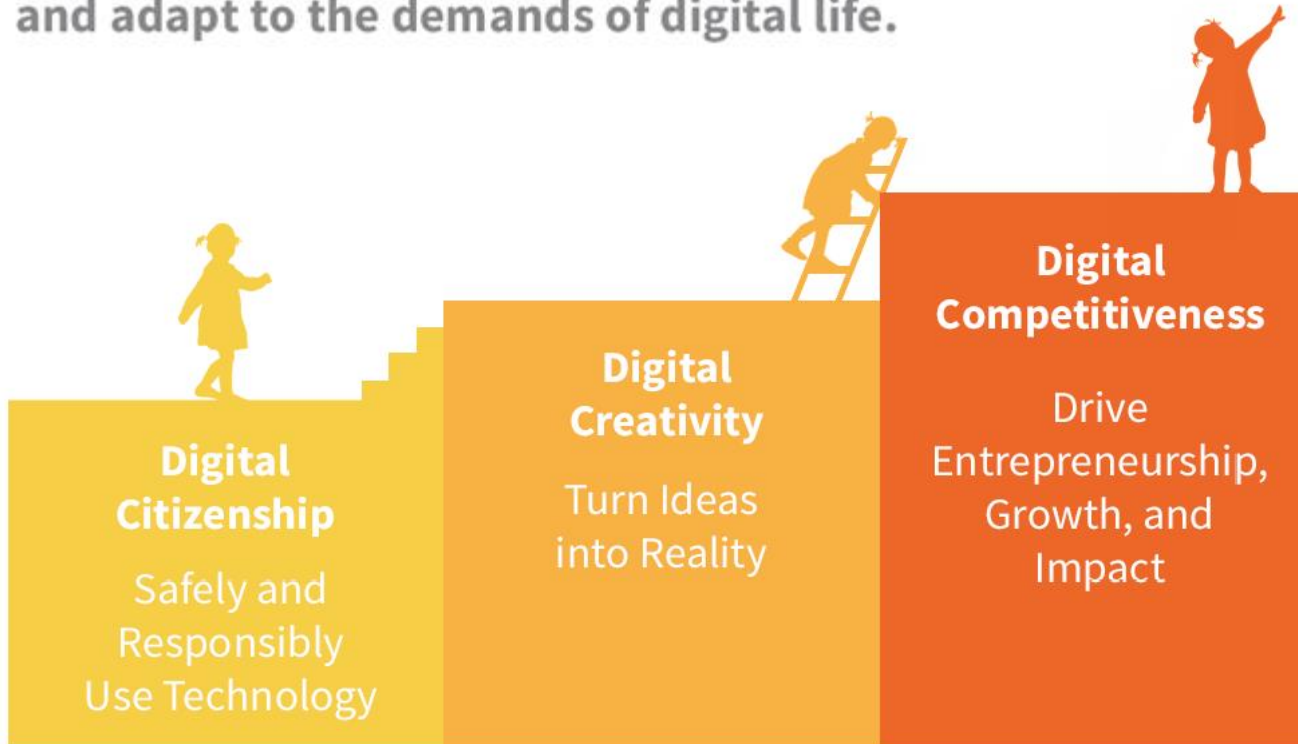 and adapt to the demands of digital life.
Digital
Citizenship
Safely and
Responsibly
Use Technology
Digital
Creativity
Turn Ideas
into Reality
Digital
Competitiveness
Drive
Entrepreneurship,
Growth, and
Impact